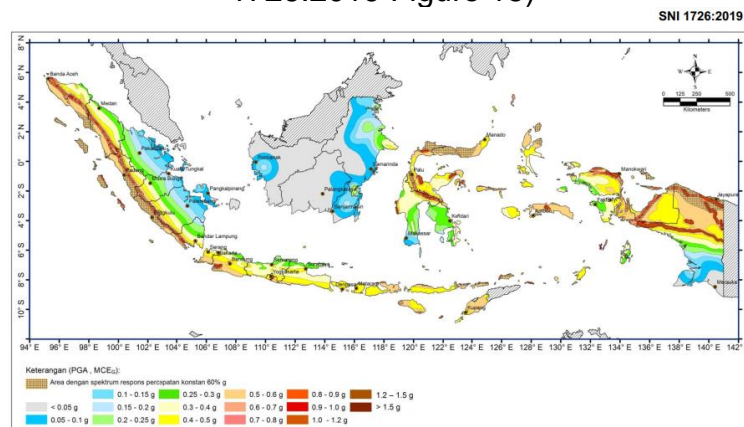 1726:2019 Figure 18)
SNI 1726:2019
8° N
6° N
4° N
2° N
0°
2° S
4° S
6° S
8° S
10° S
N
W E
S
0 125 250 500
Kilometers
Banda Aceh
Medan
Padang
Kuala Tungkal
Pangkalpinang
Palembang
Bandar Lampung
Serang
Bandung
Yogyakarta
Denpasar
Pontianak
Samarinda
Palangkaraya
Banjarmasin
Manado
Palu
Kendari
Makassar
Kupang
Manokwari
Jayapura
Merauke
94° E 96° E 98° E 100° E 102° E 104° E 106° E 108° E 110° E 112° E 114° E 116° E 118° E 120° E 122° E 124° E 126° E 128° E 130° E 132° E 134° E 136° E 138° E 140° E 142° E
Keterangan (PGA , MCE_G):
Area dengan spektrum respons percepatan konstan 60% g
< 0.05 g
0.05 - 0.1 g
0.1 - 0.15 g
0.15 - 0.2 g
0.2 - 0.25 g
0.25 - 0.3 g
0.3 - 0.4 g
0.4 - 0.5 g
0.5 - 0.6 g
0.6 - 0.7 g
0.7 - 0.8 g
0.8 - 0.9 g
0.9 - 1.0 g
1.0 - 1.2 g
1.2 – 1.5 g
> 1.5 g